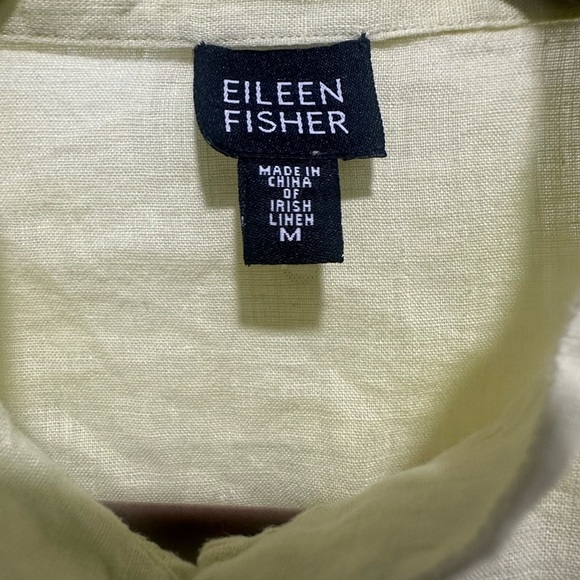 EILEEN
FISHER
MADE IN
CHINA
OF
IRISH
LINEN
M